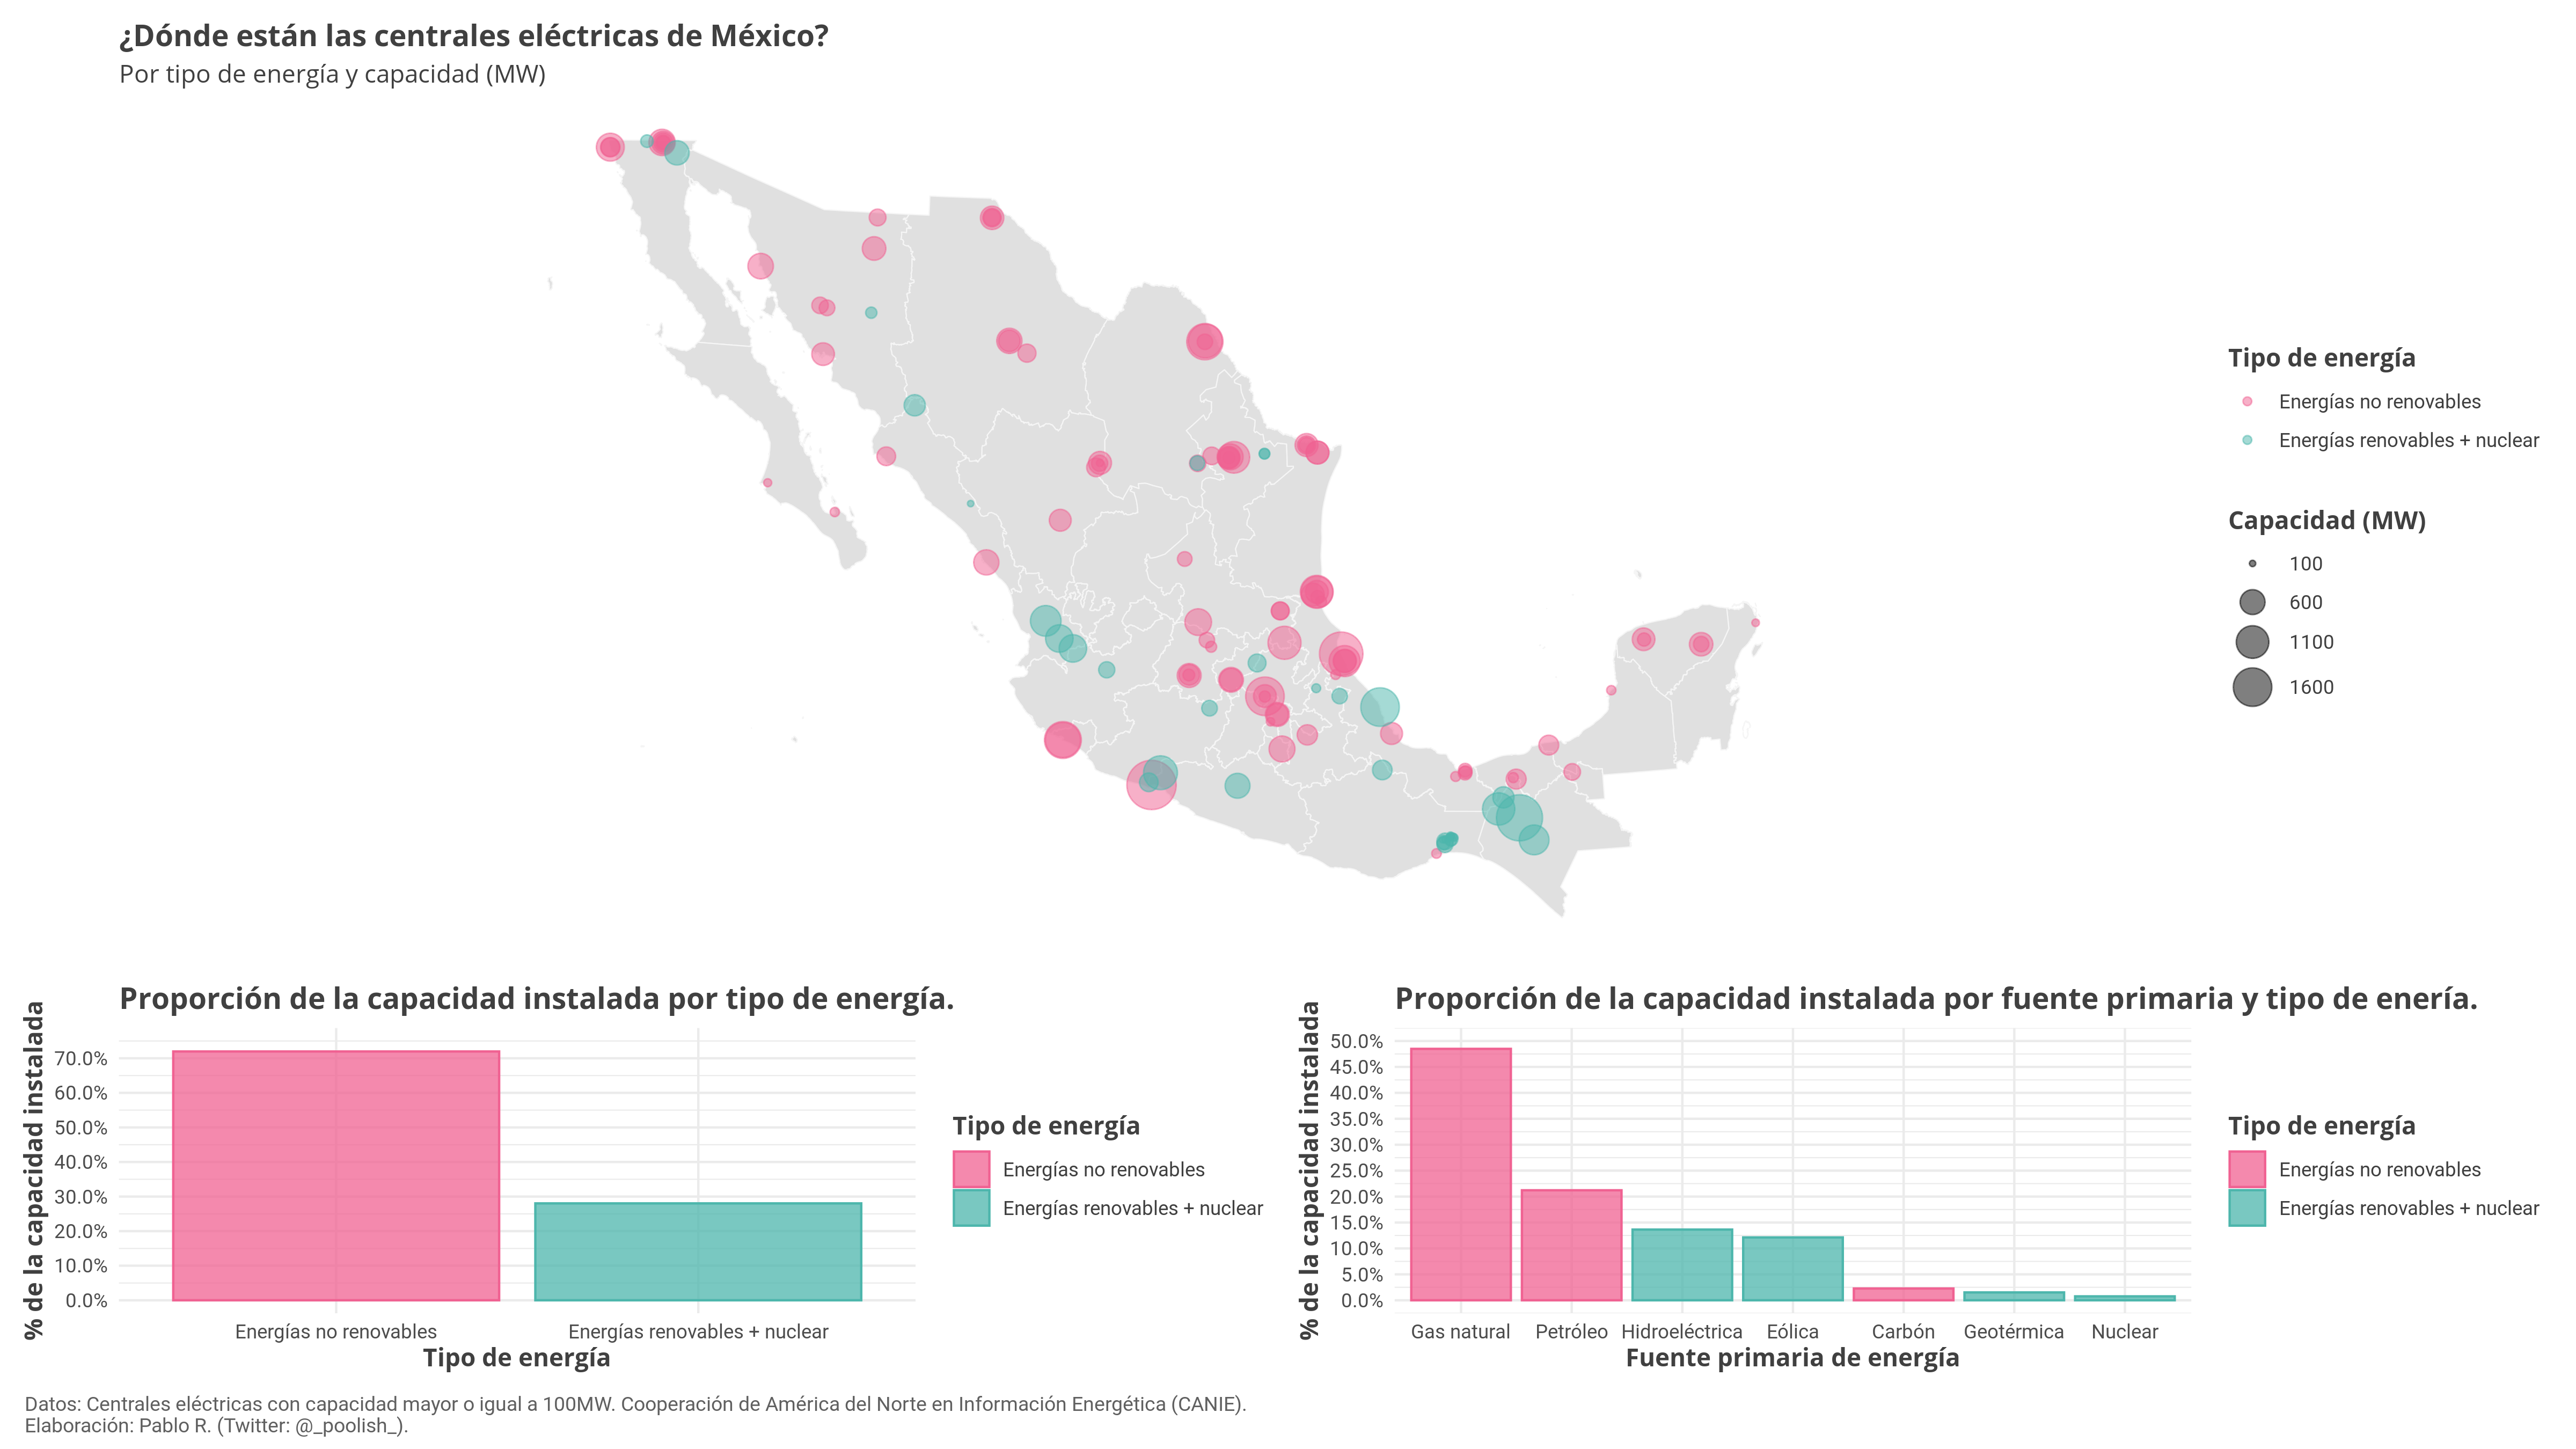 ¿Dónde están las centrales eléctricas de México?
Por tipo de energía y capacidad (MW)
Tipo de energía
Energías no renovables
Energías renovables + nuclear
Capacidad (MW)
100
600
1100
1600
Proporción de la capacidad instalada por tipo de energía.
% de la capacidad instalada
70.0%
60.0%
50.0%
40.0%
30.0%
20.0%
10.0%
0.0%
Energías no renovables
Energías renovables + nuclear
Tipo de energía
Tipo de energía
Energías no renovables
Energías renovables + nuclear
Proporción de la capacidad instalada por fuente primaria y tipo de enería.
% de la capacidad instalada
50.0%
45.0%
40.0%
35.0%
30.0%
25.0%
20.0%
15.0%
10.0%
5.0%
0.0%
Gas natural
Petróleo
Hidroeléctrica
Eólica
Carbón
Geotérmica
Nuclear
Fuente primaria de energía
Tipo de energía
Energías no renovables
Energías renovables + nuclear
Datos: Centrales eléctricas con capacidad mayor o igual a 100MW. Cooperación de América del Norte en Información Energética (CANIE).
Elaboración: Pablo R. (Twitter: @_poolish_).